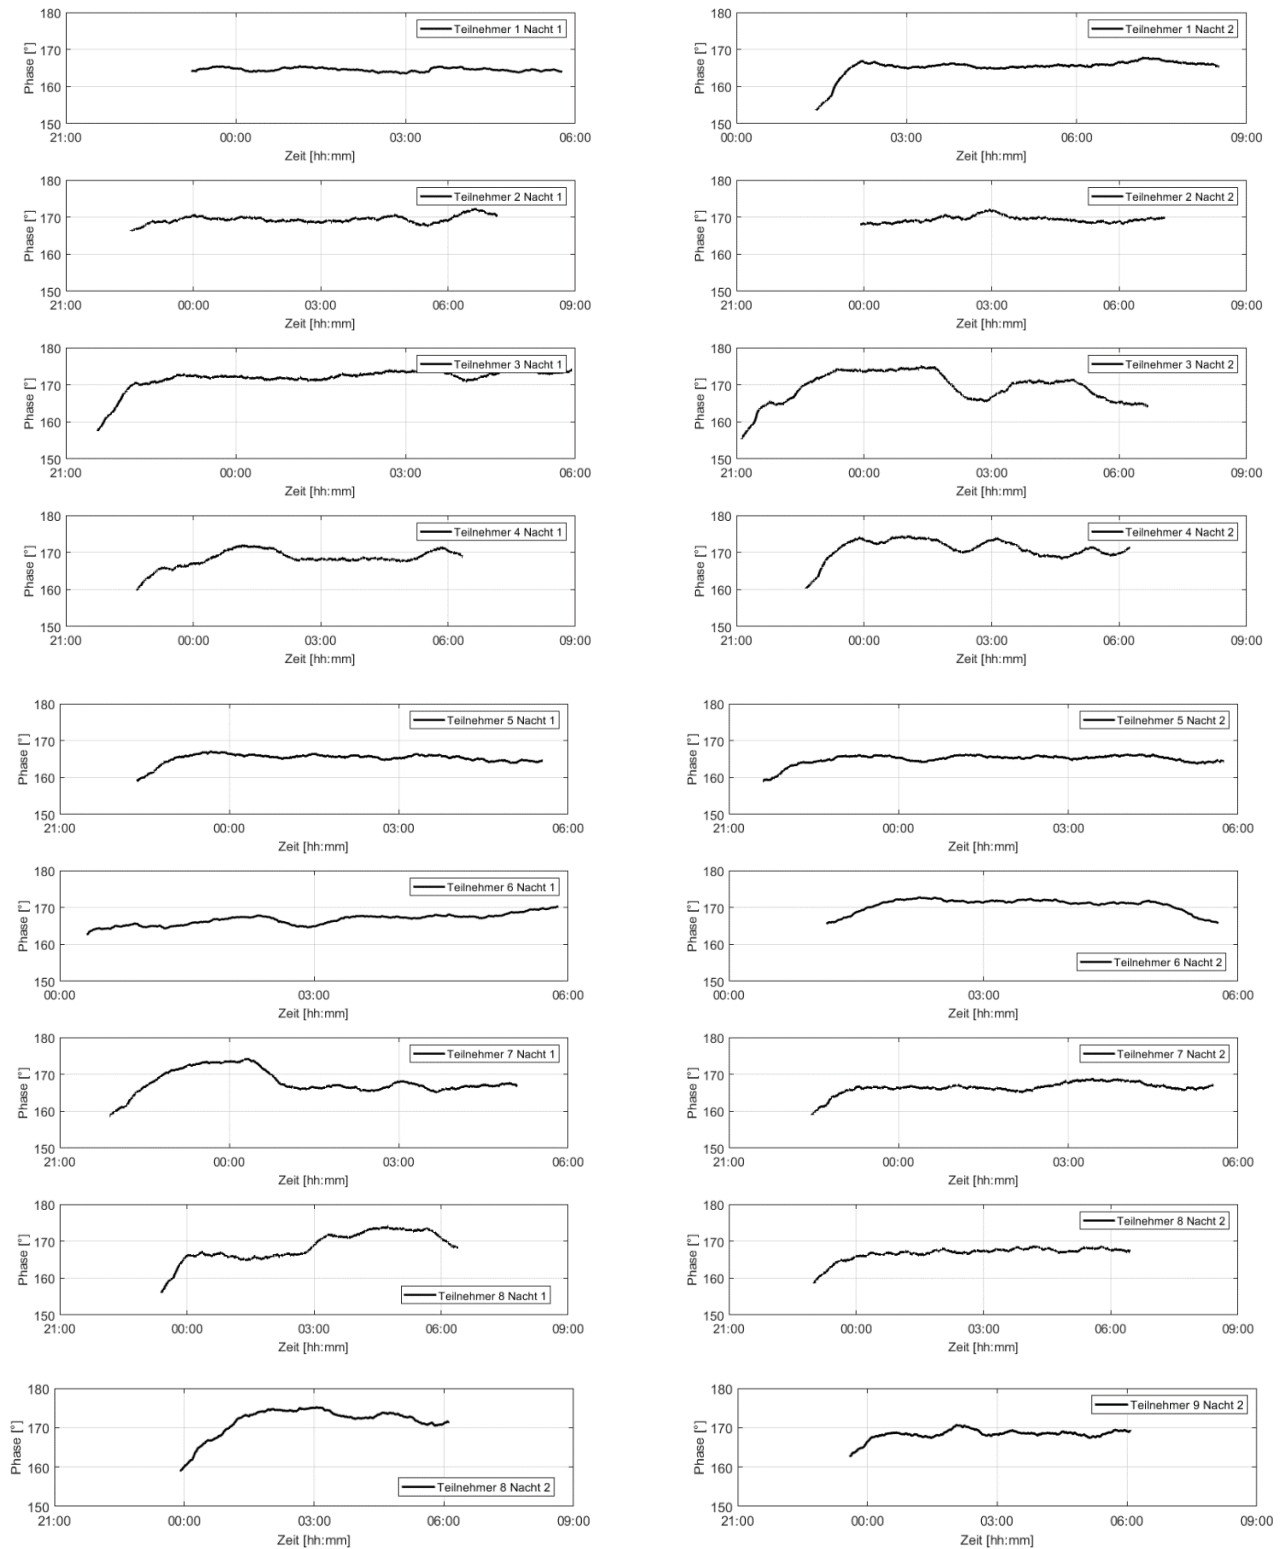 180
170
160
150
Phase [°]
Teilnehmer 1 Nacht 1
21:00 00:00 03:00 06:00
Zeit [hh:mm]
180
170
160
150
Phase [°]
Teilnehmer 1 Nacht 2
00:00 03:00 06:00 09:00
Zeit [hh:mm]
180
170
160
150
Phase [°]
Teilnehmer 2 Nacht 1
21:00 00:00 03:00 06:00 09:00
Zeit [hh:mm]
180
170
160
150
Phase [°]
Teilnehmer 2 Nacht 2
21:00 00:00 03:00 06:00 09:00
Zeit [hh:mm]
180
170
160
150
Phase [°]
Teilnehmer 3 Nacht 1
21:00 00:00 03:00 06:00
Zeit [hh:mm]
180
170
160
150
Phase [°]
Teilnehmer 3 Nacht 2
21:00 00:00 03:00 06:00 09:00
Zeit [hh:mm]
180
170
160
150
Phase [°]
Teilnehmer 4 Nacht 1
21:00 00:00 03:00 06:00 09:00
Zeit [hh:mm]
180
170
160
150
Phase [°]
Teilnehmer 4 Nacht 2
21:00 00:00 03:00 06:00 09:00
Zeit [hh:mm]
180
170
160
150
Phase [°]
Teilnehmer 5 Nacht 1
21:00 00:00 03:00 06:00
Zeit [hh:mm]
180
170
160
150
Phase [°]
Teilnehmer 5 Nacht 2
21:00 00:00 03:00 06:00
Zeit [hh:mm]
180
170
160
150
Phase [°]
Teilnehmer 6 Nacht 1
00:00 03:00 06:00
Zeit [hh:mm]
180
170
160
150
Phase [°]
Teilnehmer 6 Nacht 2
00:00 03:00 06:00
Zeit [hh:mm]
180
170
160
150
Phase [°]
Teilnehmer 7 Nacht 1
21:00 00:00 03:00 06:00
Zeit [hh:mm]
180
170
160
150
Phase [°]
Teilnehmer 7 Nacht 2
21:00 00:00 03:00 06:00
Zeit [hh:mm]
180
170
160
150
Phase [°]
Teilnehmer 8 Nacht 1
21:00 00:00 03:00 06:00 09:00
Zeit [hh:mm]
180
170
160
150
Phase [°]
Teilnehmer 8 Nacht 2
21:00 00:00 03:00 06:00 09:00
Zeit [hh:mm]
180
170
160
150
Phase [°]
Teilnehmer 8 Nacht 2
21:00 00:00 03:00 06:00 09:00
Zeit [hh:mm]
180
170
160
150
Phase [°]
Teilnehmer 9 Nacht 2
21:00 00:00 03:00 06:00 09:00
Zeit [hh:mm]